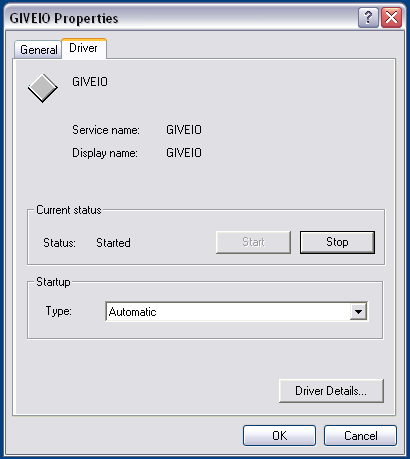 GIVEIO Properties
General Driver
GIVEIO
Service name: GIVEIO
Display name: GIVEIO
Current status
Status: Started Start Stop
Startup
Type: Automatic
Driver Details...
OK Cancel